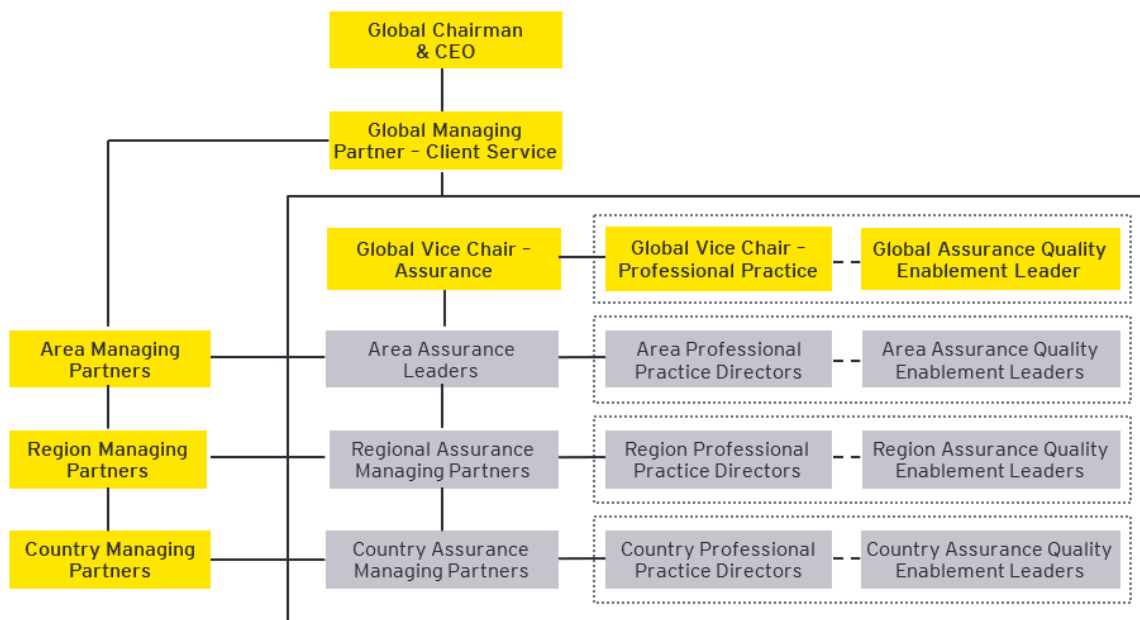 Global Chairman
& CEO
Global Managing
Partner – Client Service
Global Vice Chair –
Assurance
Global Vice Chair –
Professional Practice
Global Assurance Quality
Enablement Leader
Area Managing
Partners
Area Assurance
Leaders
Area Professional
Practice Directors
Area Assurance Quality
Enablement Leaders
Region Managing
Partners
Regional Assurance
Managing Partners
Region Professional
Practice Directors
Region Assurance Quality
Enablement Leaders
Country Managing
Partners
Country Assurance
Managing Partners
Country Professional
Practice Directors
Country Assurance Quality
Enablement Leaders